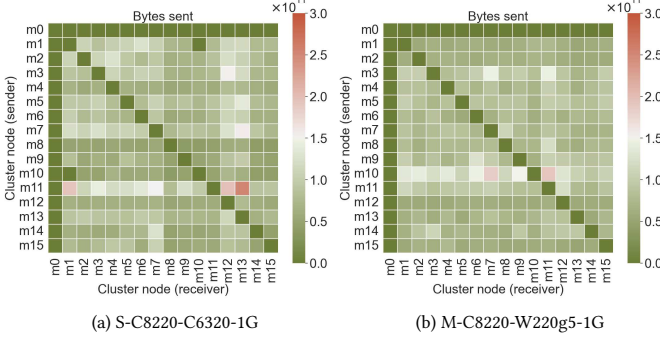 Bytes sent
m0
m1
m2
m3
m4
m5
m6
m7
m8
m9
m10
m11
m12
m13
m14
m15
Cluster node (sender)
m0 m1 m2 m3 m4 m5 m6 m7 m8 m9 m10 m11 m12 m13 m14 m15
Cluster node (receiver)
3.0
2.5
2.0
1.5
1.0
0.5
0.0
(a) S-C8220-C6320-1G
Bytes sent
m0
m1
m2
m3
m4
m5
m6
m7
m8
m9
m10
m11
m12
m13
m14
m15
Cluster node (sender)
m0 m1 m2 m3 m4 m5 m6 m7 m8 m9 m10 m11 m12 m13 m14 m15
Cluster node (receiver)
3.0
2.5
2.0
1.5
1.0
0.5
0.0
(b) M-C8220-W220g5-1G